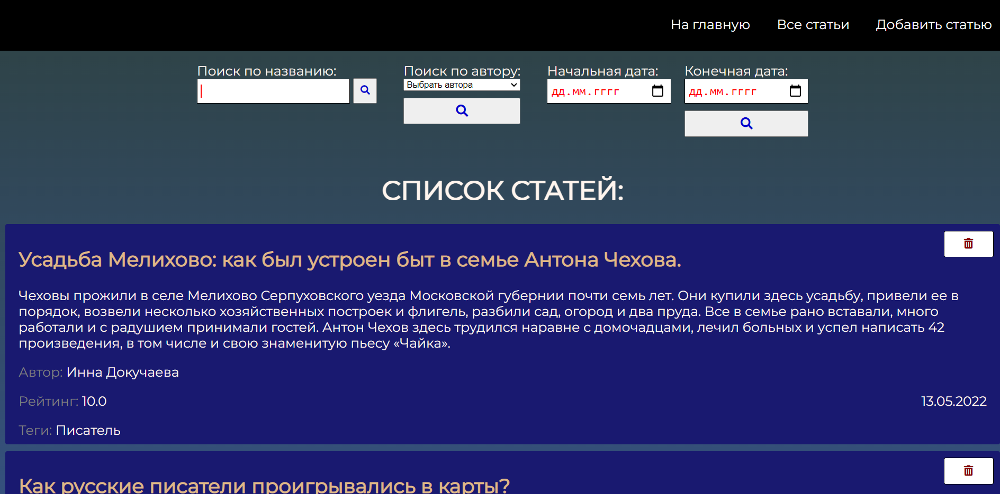 На главную Все статьи Добавить статью
Поиск по названию: Поиск по автору: Начальная дата: Конечная дата:
Выбрать автора
дд.мм.гггг дд.мм.гггг
СПИСОК СТАТЕЙ:
Усадьба Мелихово: как был устроен быт в семье Антона Чехова.
Чеховы прожили в селе Мелихово Серпуховского уезда Московской губернии почти семь лет. Они купили здесь усадьбу, привели ее в
порядок, возвели несколько хозяйственных построек и флигель, разбили сад, огород и два пруда. Все в семье рано вставали, много
работали и с радушием принимали гостей. Антон Чехов здесь трудился наравне с домочадцами, лечил больных и успел написать 42
произведения, в том числе и свою знаменитую пьесу «Чайка».
Автор: Инна Докучаева
Рейтинг: 10.0 13.05.2022
Теги: Писатель
Как русские писатели проигрывались в карты?